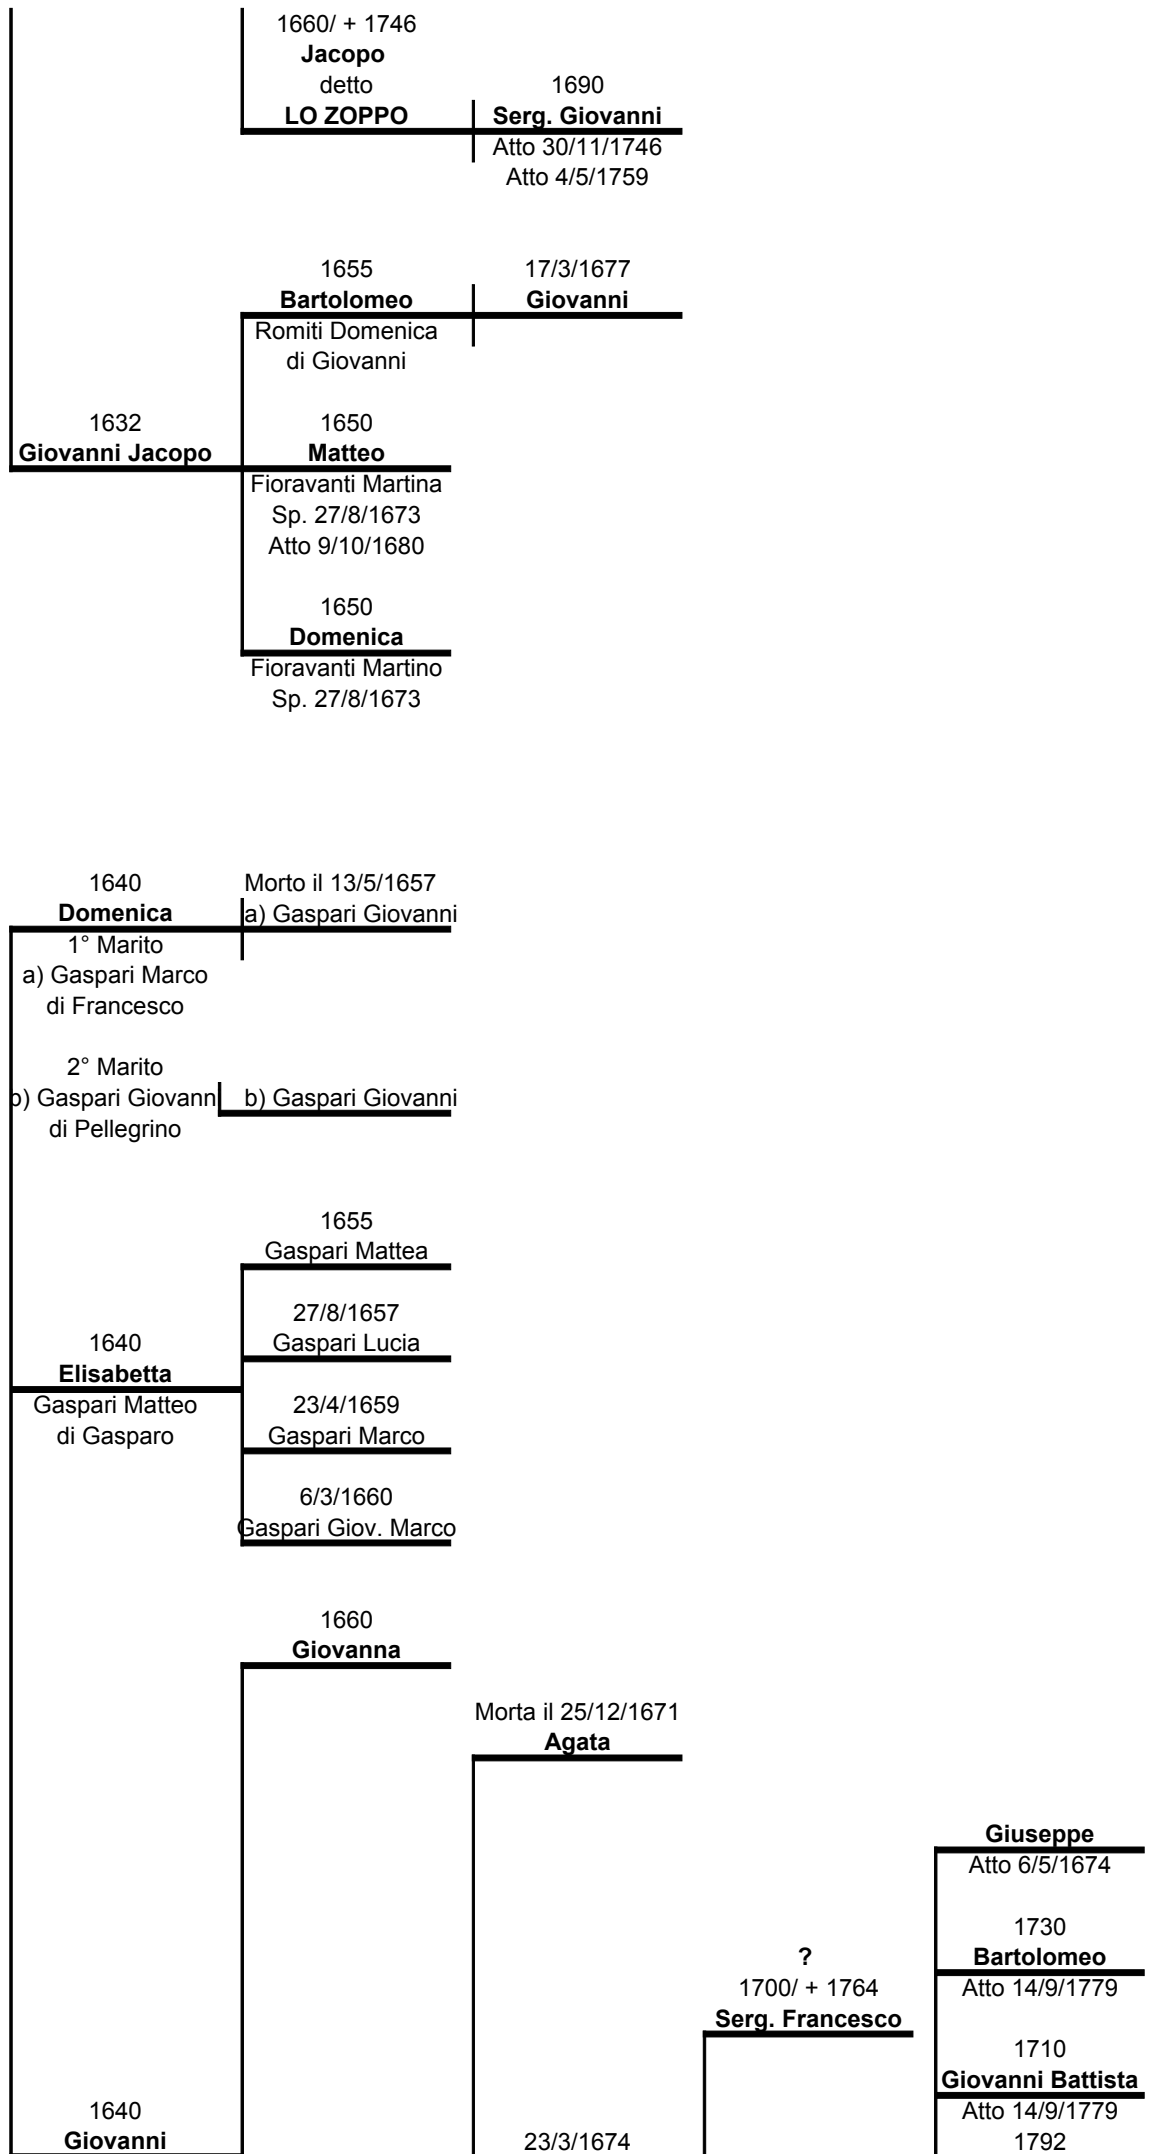 1660/ + 1746
Jacopo
detto
LO ZOPPO
1690
Serg. Giovanni
Atto 30/11/1746
Atto 4/5/1759
1655
Bartolomeo
Romiti Domenica
di Giovanni
17/3/1677
Giovanni
1632
Giovanni Jacopo
1650
Matteo
Fioravanti Martina
Sp. 27/8/1673
Atto 9/10/1680
1650
Domenica
Fioravanti Martino
Sp. 27/8/1673
1640
Domenica
1° Marito
a) Gaspari Marco
di Francesco
Morto il 13/5/1657
a) Gaspari Giovanni
2° Marito
b) Gaspari Giovanni
di Pellegrino
b) Gaspari Giovanni
1655
Gaspari Mattea
27/8/1657
Gaspari Lucia
1640
Elisabetta
Gaspari Matteo
di Gasparo
23/4/1659
Gaspari Marco
6/3/1660
Gaspari Giov. Marco
1660
Giovanna
Morta il 25/12/1671
Agata
Giuseppe
Atto 6/5/1674
1730
Bartolomeo
Atto 14/9/1779
?
1700/ + 1764
Serg. Francesco
1710
Giovanni Battista
Atto 14/9/1779
1792
1640
Giovanni
23/3/1674